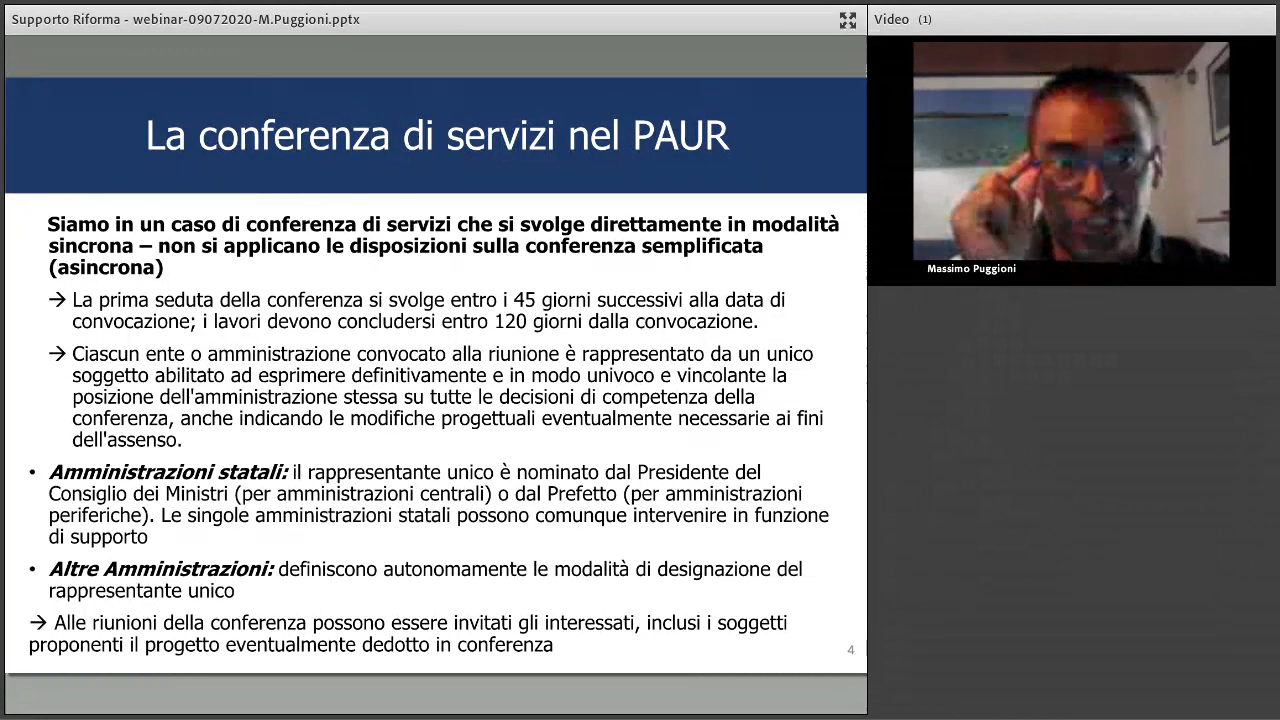 Supporto Riforma - webinar-09072020-M.Puggioni.pptx
Video (1)
La conferenza di servizi nel PAUR
Siamo in un caso di conferenza di servizi che si svolge direttamente in modalità
sincrona – non si applicano le disposizioni sulla conferenza semplificata
(asincrona)
→ La prima seduta della conferenza si svolge entro i 45 giorni successivi alla data di
convocazione; i lavori devono concludersi entro 120 giorni dalla convocazione.
→ Ciascun ente o amministrazione convocato alla riunione è rappresentato da un unico
soggetto abilitato ad esprimere definitivamente e in modo univoco e vincolante la
posizione dell'amministrazione stessa su tutte le decisioni di competenza della
conferenza, anche indicando le modifiche progettuali eventualmente necessarie ai fini
dell'assenso.
• Amministrazioni statali: il rappresentante unico è nominato dal Presidente del
Consiglio dei Ministri (per amministrazioni centrali) o dal Prefetto (per amministrazioni
periferiche). Le singole amministrazioni statali possono comunque intervenire in funzione
di supporto
• Altre Amministrazioni: definiscono autonomamente le modalità di designazione del
rappresentante unico
→ Alle riunioni della conferenza possono essere invitati gli interessati, inclusi i soggetti
proponenti il progetto eventualmente dedotto in conferenza
4
Massimo Puggioni